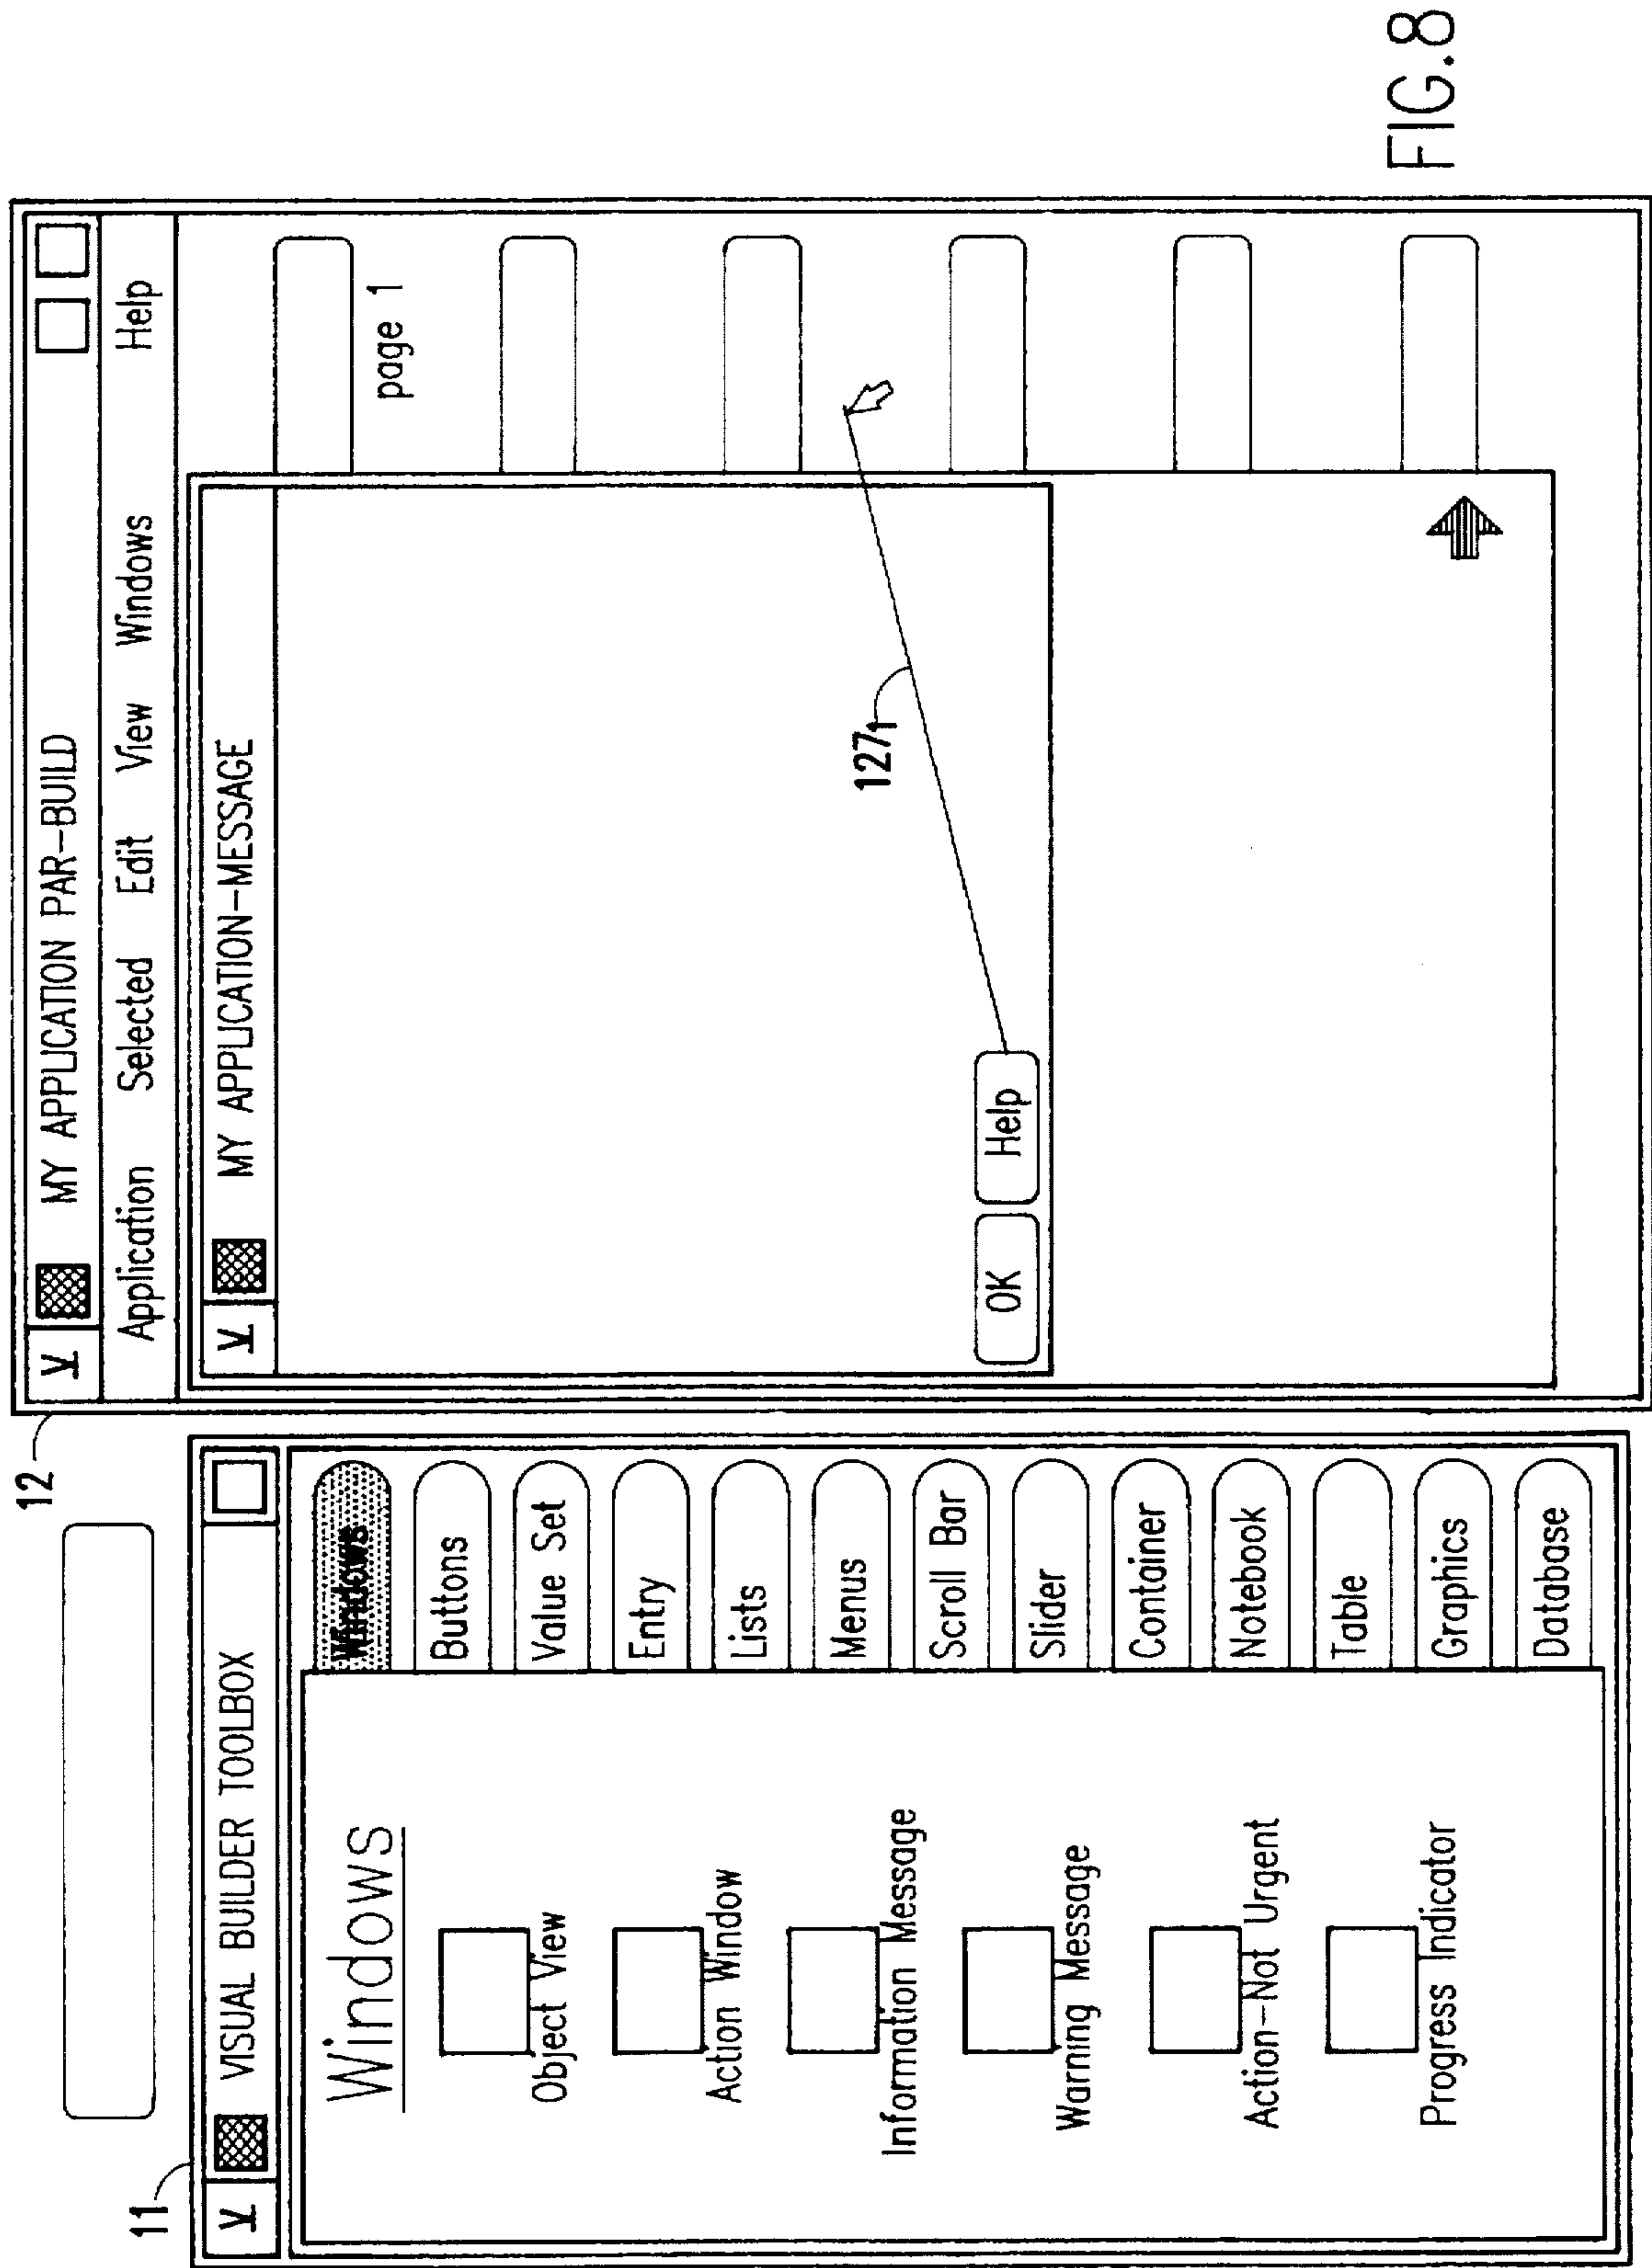 11
VISUAL BUILDER TOOLBOX
Windows
Object View
Action Window
Information Message
Warning Message
Action-Not Urgent
Progress Indicator
Windows
Buttons
Value Set
Entry
Lists
Menus
Scroll Bar
Slider
Container
Notebook
Table
Graphics
Database
12
MY APPLICATION PAR-BUILD
Application Selected Edit View Windows Help
MY APPLICATION-MESSAGE
page 1
127
OK Help
FIG.8